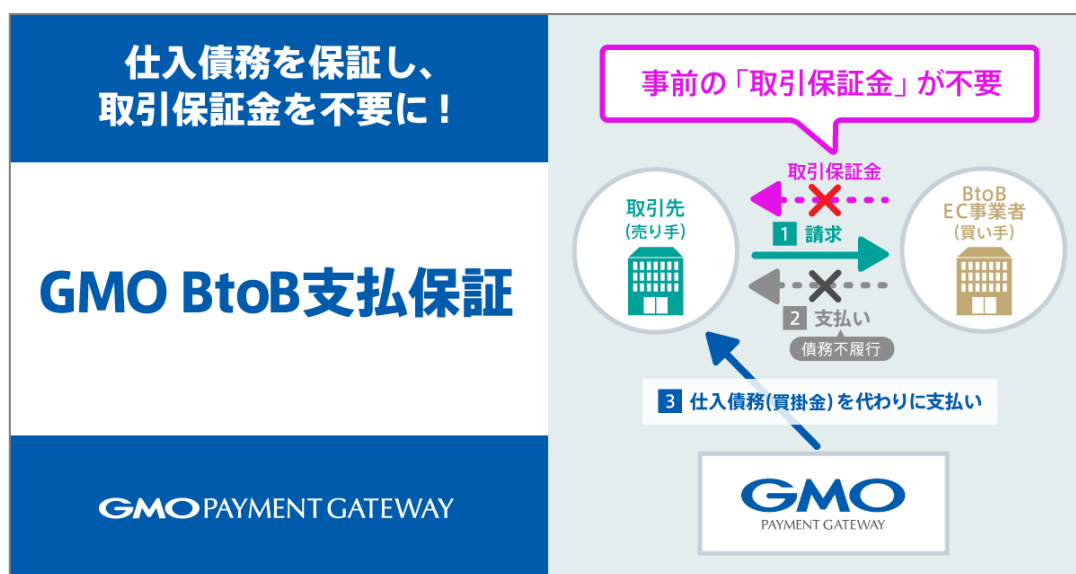 仕入債務を保証し、
取引保証金を不要に！
GMO BtoB支払保証
GMO PAYMENT GATEWAY
事前の「取引保証金」が不要
取引保証金
取引先
(売り手)
1 請求
BtoB
EC事業者
(買い手)
2 支払い
債務不履行
3 仕入債務(買掛金)を代わりに支払い
GMO
PAYMENT GATEWAY